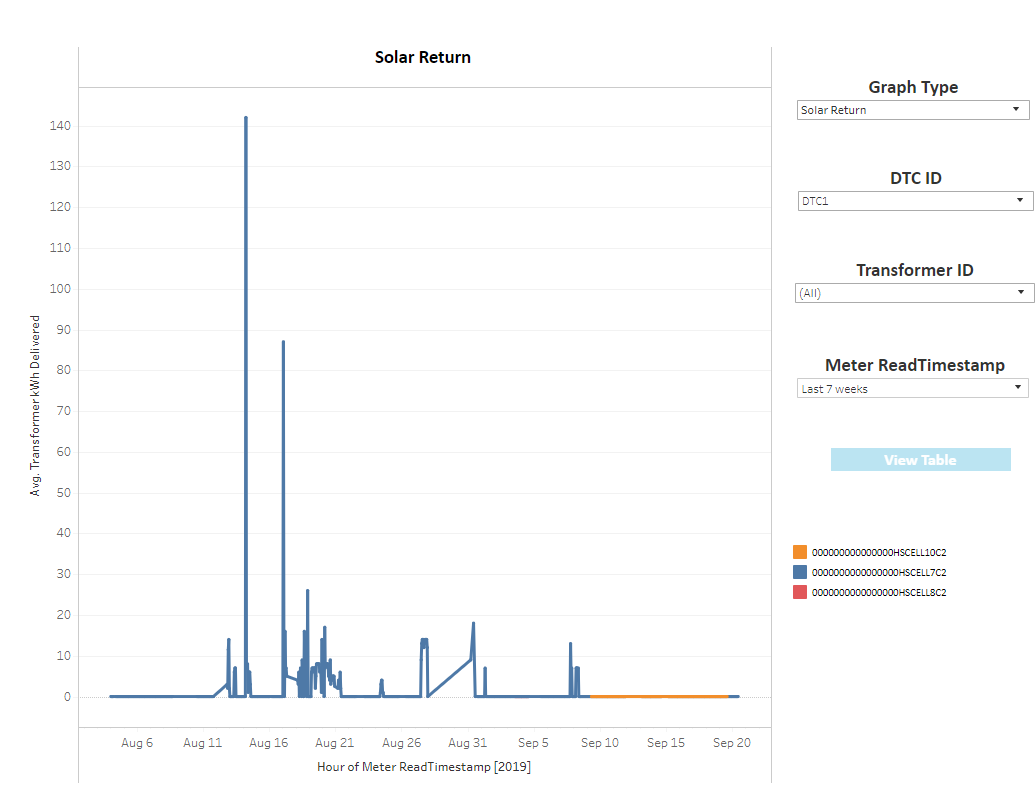 Solar Return
140
130
120
110
100
90
80
70
60
50
40
30
20
10
0
Avg. Transformer kWh Delivered
Aug 6 Aug 11 Aug 16 Aug 21 Aug 26 Aug 31 Sep 5 Sep 10 Sep 15 Sep 20
Hour of Meter ReadTimestamp [2019]
Graph Type
Solar Return
DTC ID
DTC1
Transformer ID
(All)
Meter ReadTimestamp
Last 7 weeks
View Table
000000000000000HSCELL10C2
0000000000000000HSCELL7C2
0000000000000000HSCELL8C2